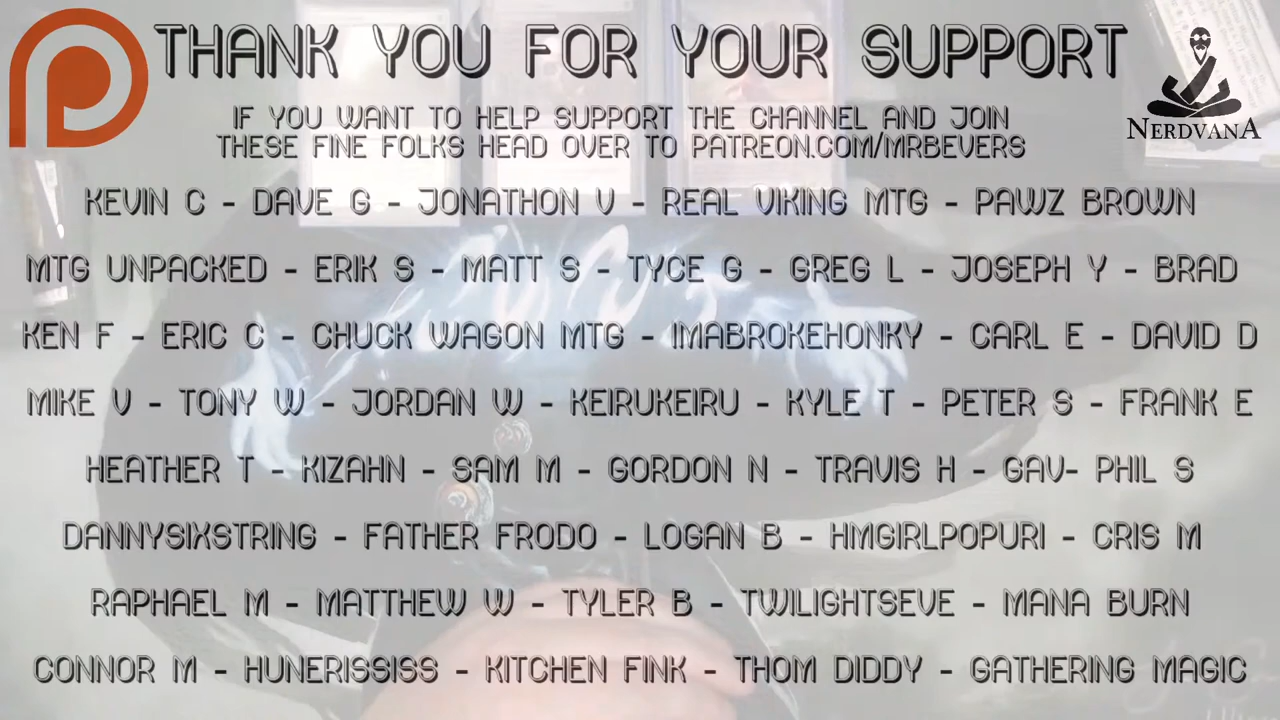 THANK YOU FOR YOUR SUPPORT
IF YOU WANT TO HELP SUPPORT THE CHANNEL AND JOIN
THESE FINE FOLKS HEAD OVER TO PATREON.COM/MRBEVERS
NERDVANA
KEVIN C - DAVE G - JONATHON V - REAL VIKING MTG - PAWZ BROWN
MTG UNPACKED - ERIK S - MATT S - TYCE G - GREG L - JOSEPH Y - BRAD
KEN F - ERIC C - CHUCK WAGON MTG - IMABROKEHONKY - CARL E - DAVID D
MIKE V - TONY W - JORDAN W - KEIRUKEIRU - KYLE T - PETER S - FRANK E
HEATHER T - KIZAHN - SAM M - GORDON N - TRAVIS H - GAV- PHIL S
DANNYSIXSTRING - FATHER FRODO - LOGAN B - HMGIRLPOPURI - CRIS M
RAPHAEL M - MATTHEW W - TYLER B - TWILIGHTSEVE - MANA BURN
CONNOR M - HUNERISSISS - KITCHEN FINK - THOM DIDDY - GATHERING MAGIC